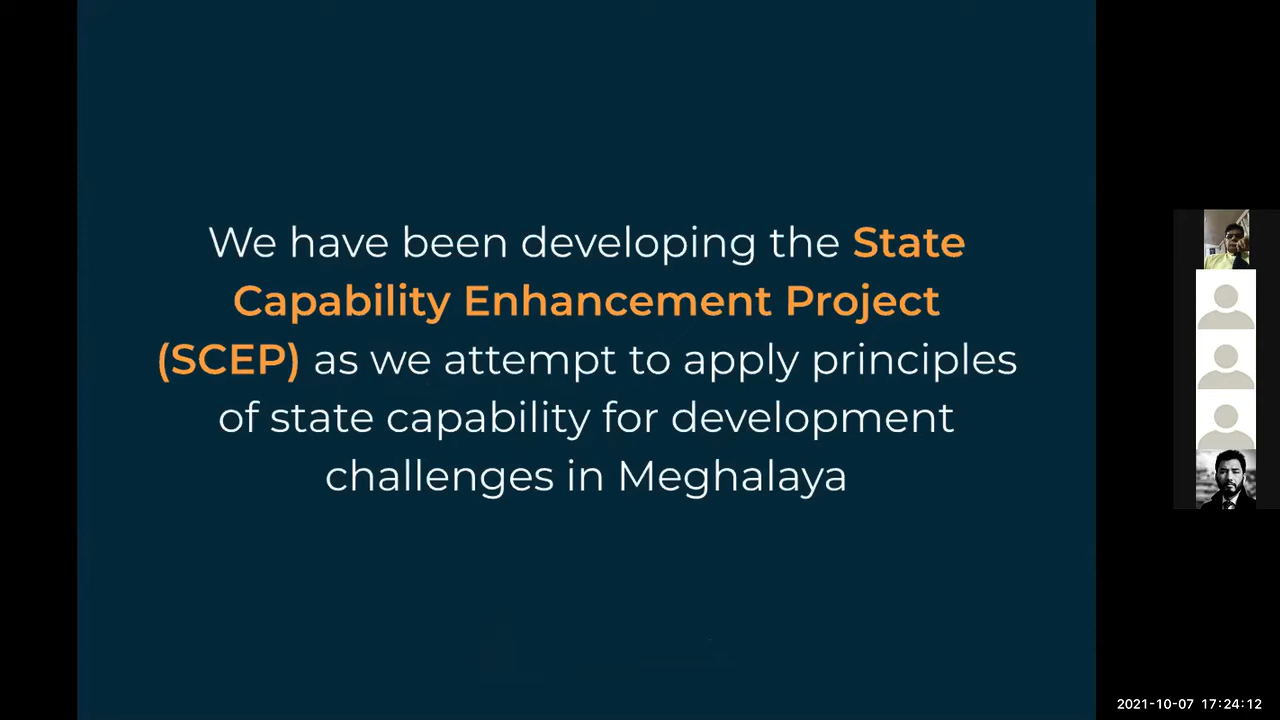 We have been developing the State
Capability Enhancement Project
(SCEP) as we attempt to apply principles
of state capability for development
challenges in Meghalaya
2021-10-07 17:24:12